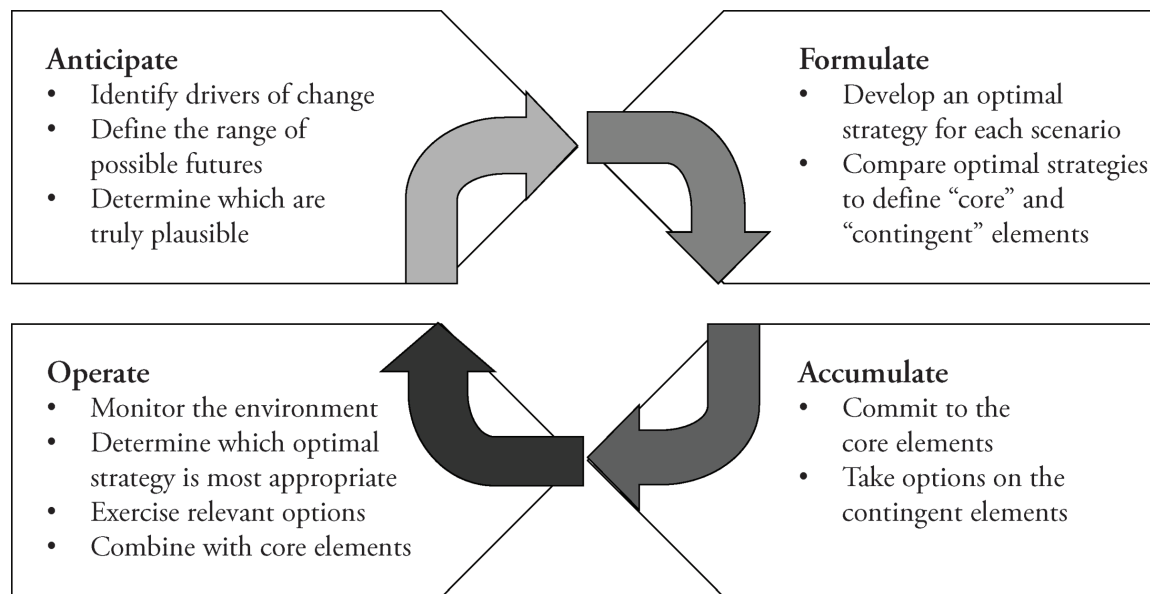 Anticipate
• Identify drivers of change
• Define the range of
possible futures
• Determine which are
truly plausible
Formulate
• Develop an optimal
strategy for each scenario
• Compare optimal strategies
to define “core” and
“contingent” elements
Operate
• Monitor the environment
• Determine which optimal
strategy is most appropriate
• Exercise relevant options
• Combine with core elements
Accumulate
• Commit to the
core elements
• Take options on the
contingent elements